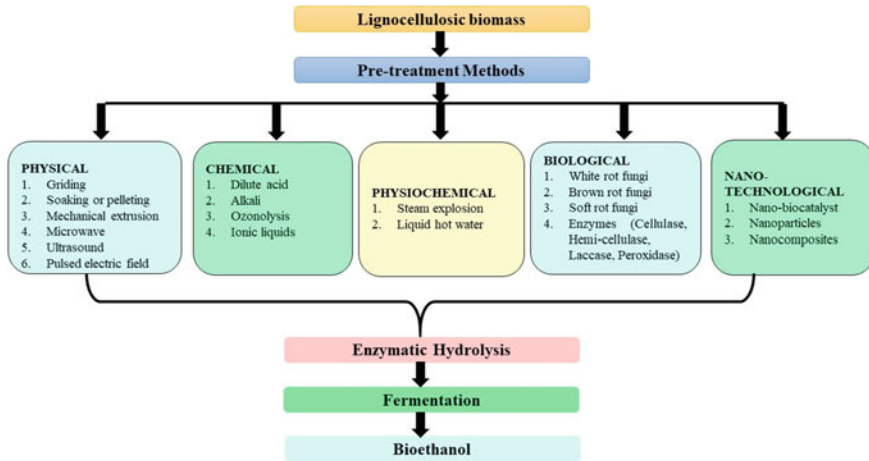 Lignocellulosic biomass
Pre-treatment Methods
PHYSICAL
1. Griding
2. Soaking or pelleting
3. Mechanical extrusion
4. Microwave
5. Ultrasound
6. Pulsed electric field
CHEMICAL
1. Dilute acid
2. Alkali
3. Ozonolysis
4. Ionic liquids
PHYSIOCHEMICAL
1. Steam explosion
2. Liquid hot water
BIOLOGICAL
1. White rot fungi
2. Brown rot fungi
3. Soft rot fungi
4. Enzymes (Cellulase,
Hemi-cellulase,
Laccase, Peroxidase)
NANO-
TECHNOLOGICAL
1. Nano-biocatalyst
2. Nanoparticles
3. Nanocomposites
Enzymatic Hydrolysis
Fermentation
Bioethanol